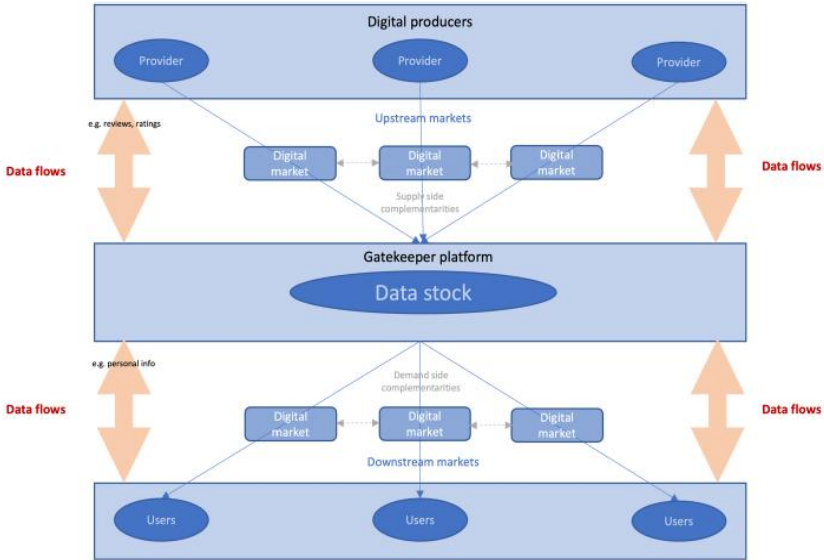 Digital producers
Provider
Provider
Provider
Upstream markets
e.g. reviews, ratings
Data flows
Data flows
Digital
market
Digital
market
Digital
market
Supply side
complementarities
Gatekeeper platform
Data stock
e.g. personal info
Demand side
complementarities
Data flows
Data flows
Digital
market
Digital
market
Digital
market
Downstream markets
Users
Users
Users